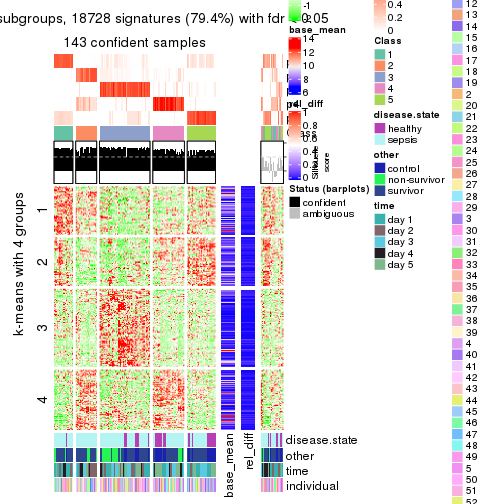 subgroups, 18728 signatures (79.4%) with fdr < 0.05
143 confident samples
k-means with 4 groups
1
2
3
4
base_mean
rel_diff
disease.state
other
time
individual
-1
base_mean
14
12
10
8
6
1
0.8
0.6
score
Status (barplots)
confident
ambiguous
0.4
0.2
0
Class
1
2
3
4
5
disease.state
healthy
sepsis
other
control
non-survivor
survivor
time
day 1
day 2
day 3
day 4
day 5
12
13
14
15
16
17
18
19
2
20
21
22
23
24
25
26
27
28
29
3
30
31
32
33
34
35
36
37
38
39
4
40
41
42
43
44
45
46
47
48
49
5
50
51
52